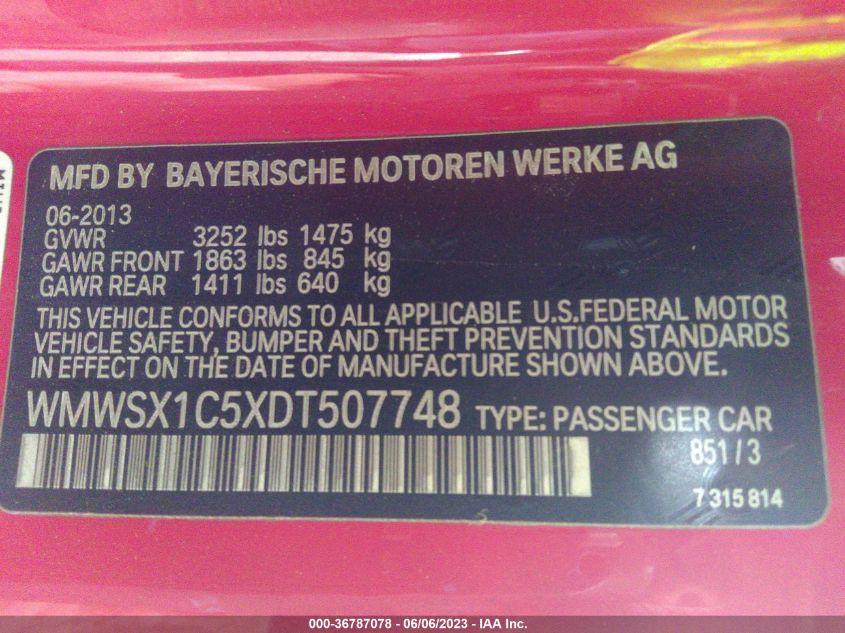 MFD BY BAYERISCHE MOTOREN WERKE AG
06-2013
GVWR 3252 lbs 1475 kg
GAWR FRONT 1863 lbs 845 kg
GAWR REAR 1411 lbs 640 kg
THIS VEHICLE CONFORMS TO ALL APPLICABLE U.S.FEDERAL MOTOR
VEHICLE SAFETY, BUMPER AND THEFT PREVENTION STANDARDS
IN EFFECT ON THE DATE OF MANUFACTURE SHOWN ABOVE.
WMWSX1C5XDT507748 TYPE: PASSENGER CAR
851 / 3
7 315 814
000-36787078 - 06/06/2023 - IAA Inc.